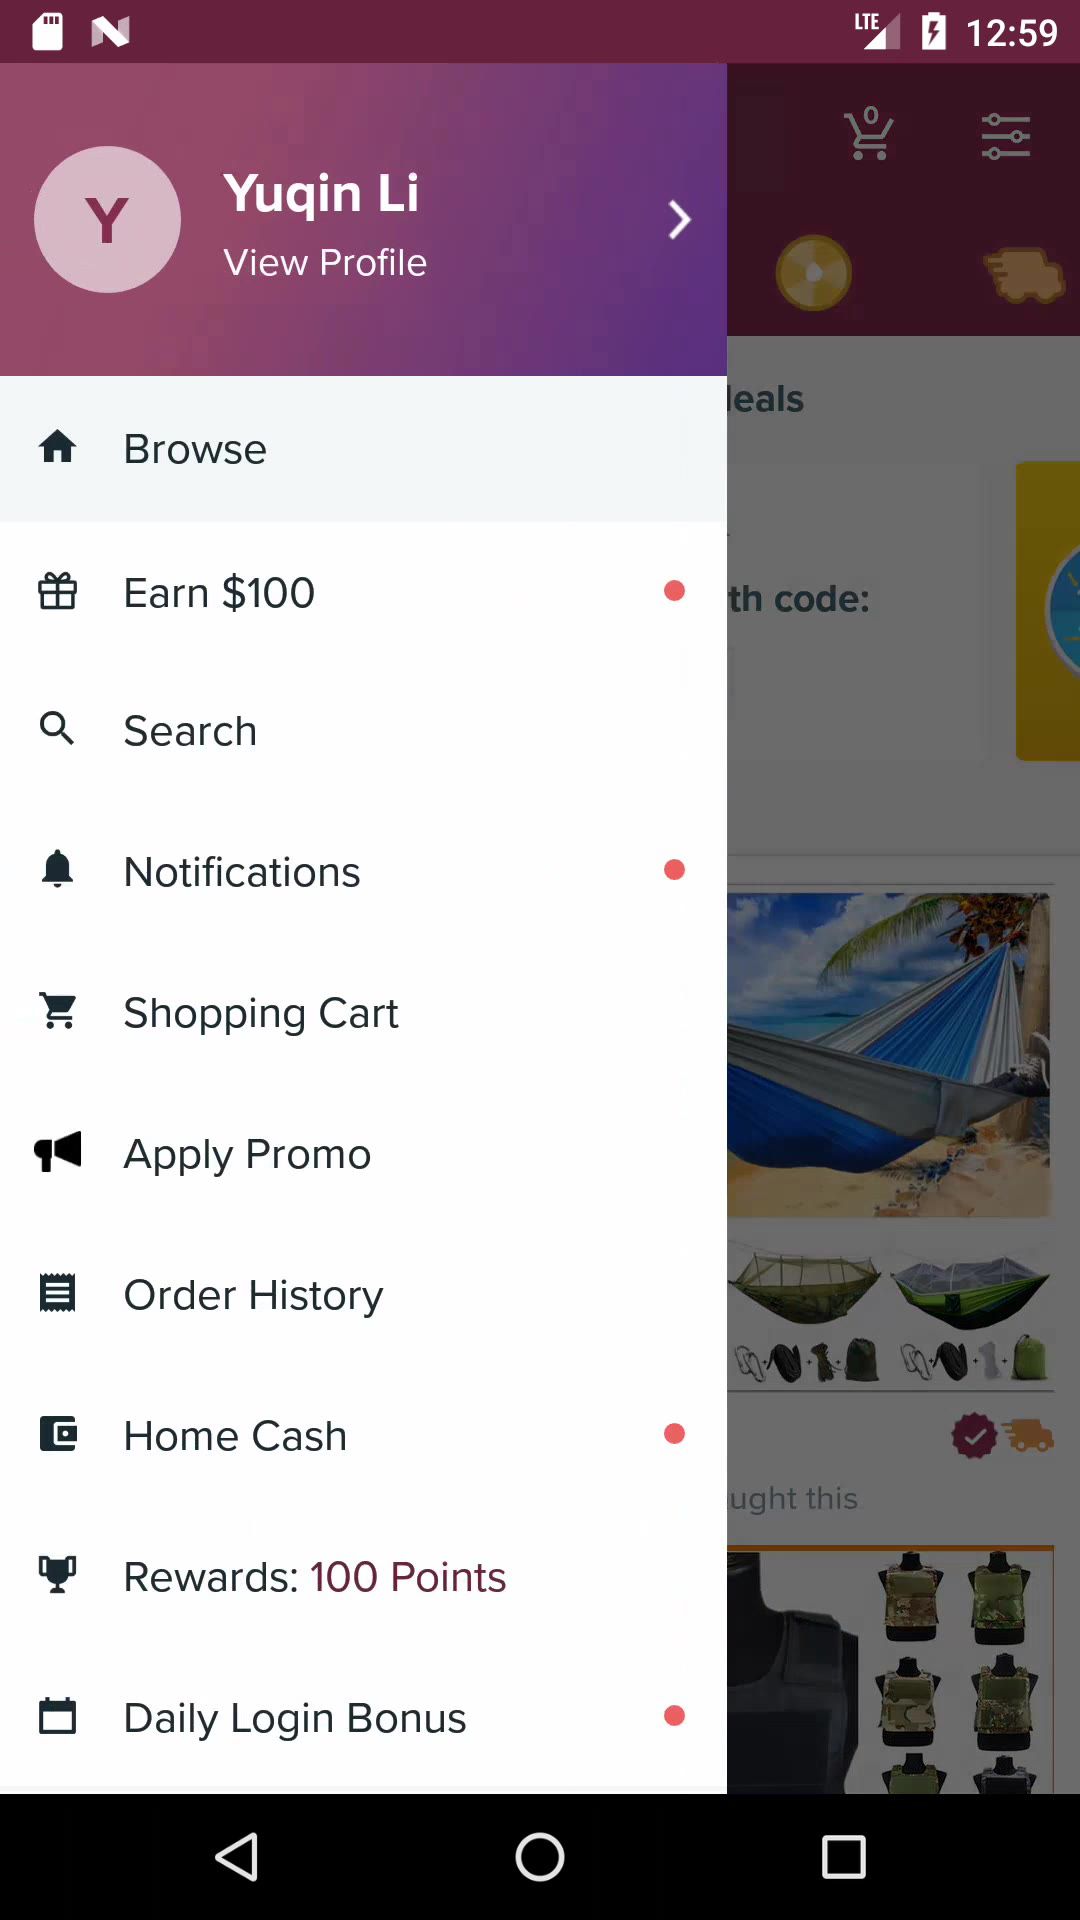 LTE 12:59
0
Yuqin Li
Y
View Profile
Browse
Earn $100
Search
Notifications
Shopping Cart
Apply Promo
Order History
Home Cash
Rewards: 100 Points
Daily Login Bonus
deals
th code:
ught this